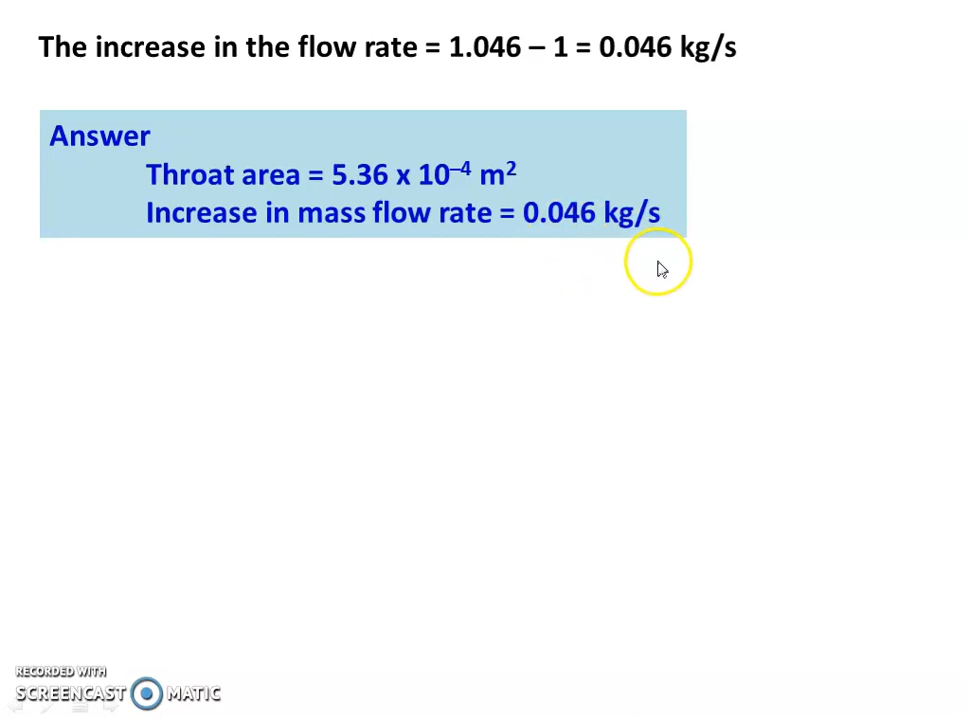 The increase in the flow rate = 1.046 – 1 = 0.046 kg/s
Answer
Throat area = 5.36 x 10⁻⁴ m²
Increase in mass flow rate = 0.046 kg/s
RECORDED WITH
SCREENCAST MATIC